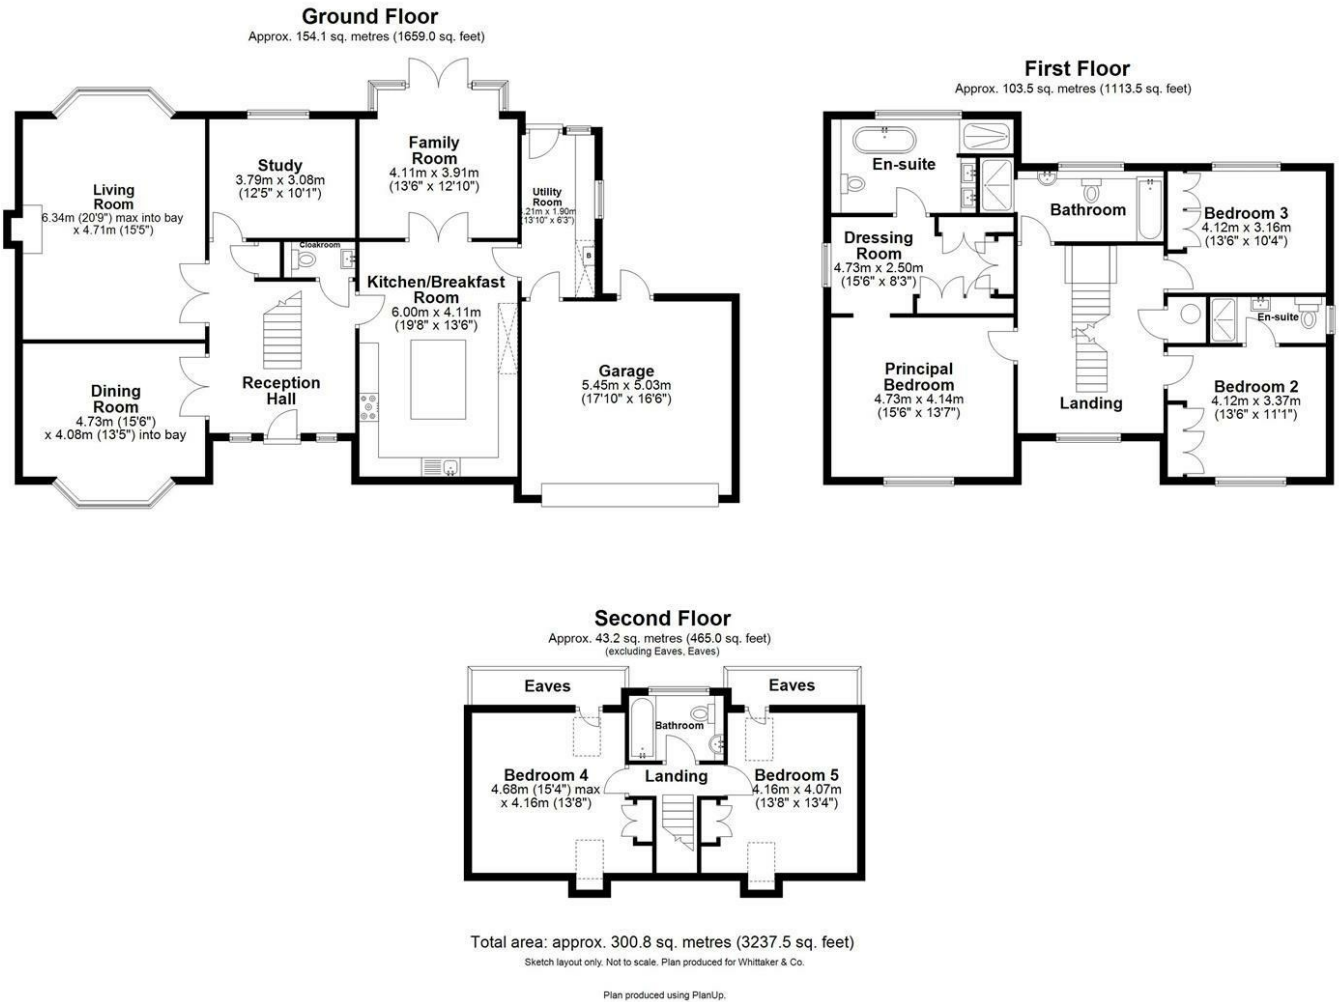 Ground Floor
Approx. 154.1 sq. metres (1659.0 sq. feet)
Living
Room
6.34m (20'9") max into bay
x 4.71m (15'5")
Study
3.79m x 3.08m
(12'5" x 10'1")
Family
Room
4.11m x 3.91m
(13'6" x 12'10")
Utility
Room
.21m x 1.90m
(13'10" x 6'3")
B
Cloakroom
Kitchen/Breakfast
Room
6.00m x 4.11m
(19'8" x 13'6")
Dining
Room
4.73m (15'6")
x 4.08m (13'5") into bay
Reception
Hall
Garage
5.45m x 5.03m
(17'10" x 16'6")
First Floor
Approx. 103.5 sq. metres (1113.5 sq. feet)
En-suite
Bathroom
Bedroom 3
4.12m x 3.16m
(13'6" x 10'4")
Dressing
Room
4.73m x 2.50m
(15'6" x 8'3")
En-suite
Principal
Bedroom
4.73m x 4.14m
(15'6" x 13'7")
Landing
Bedroom 2
4.12m x 3.37m
(13'6" x 11'1")
Second Floor
Approx. 43.2 sq. metres (465.0 sq. feet)
(excluding Eaves, Eaves)
Eaves
Eaves
Bathroom
Bedroom 4
4.68m (15'4") max
x 4.16m (13'8")
Landing
Bedroom 5
4.16m x 4.07m
(13'8" x 13'4")
Total area: approx. 300.8 sq. metres (3237.5 sq. feet)
Sketch layout only. Not to scale. Plan produced for Whittaker & Co.
Plan produced using PlanUp.